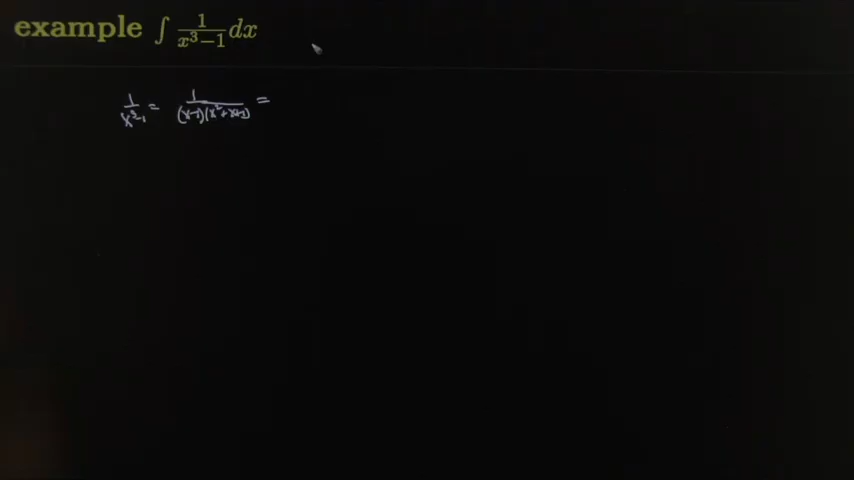 example ∫ 1/(x³−1) dx
1/(x³−1) = 1/((x−1)(x²+x+1)) =